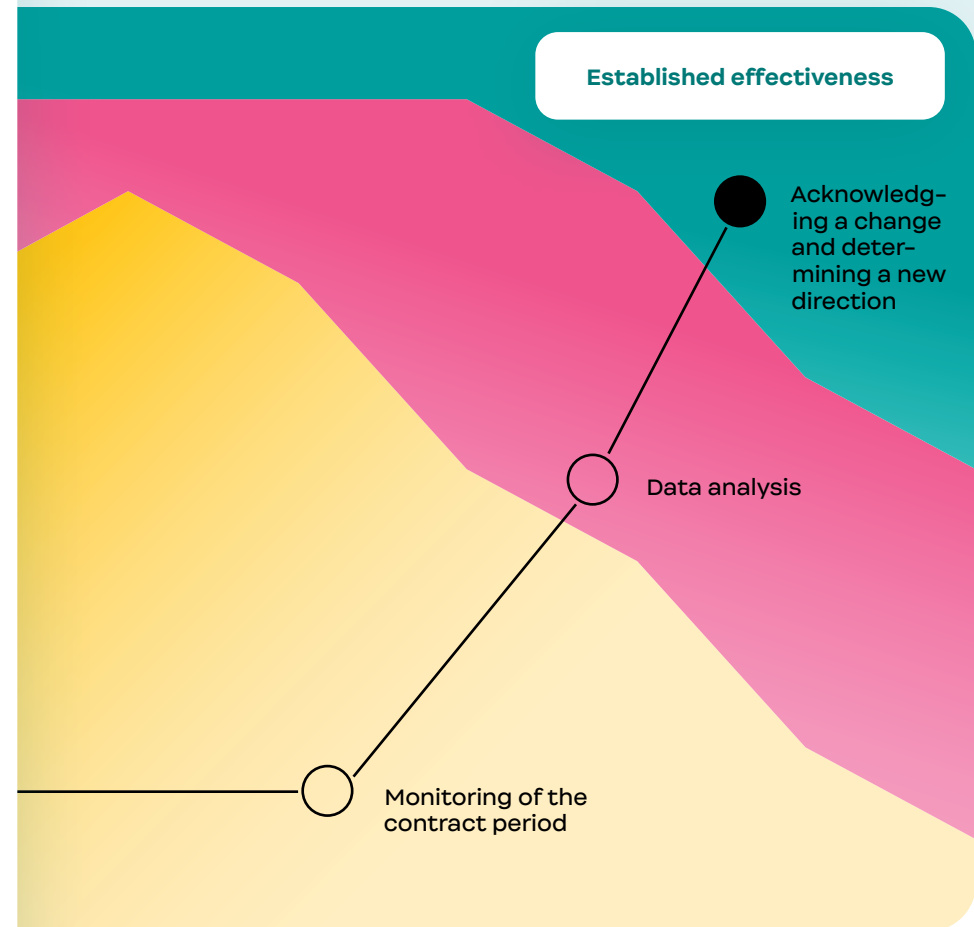 Established effectiveness
Acknowledg-
ing a change
and deter-
mining a new
direction
Data analysis
Monitoring of the
contract period